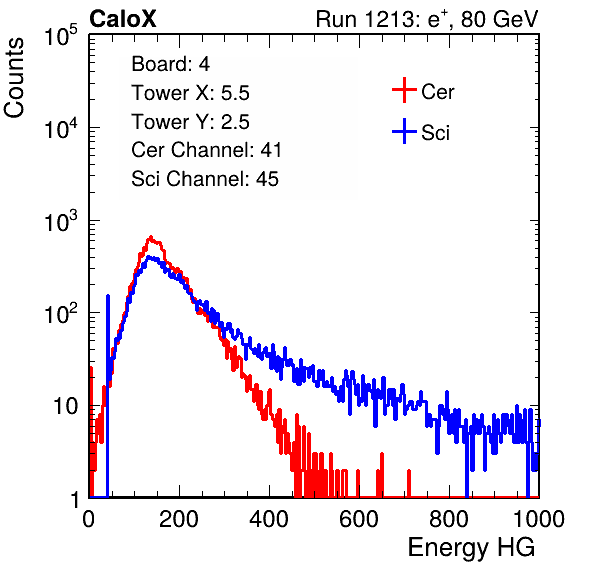 CaloX Run 1213: e⁺, 80 GeV
Counts
10⁵
10⁴
10³
10²
10
1
Board: 4
Tower X: 5.5
Tower Y: 2.5
Cer Channel: 41
Sci Channel: 45
Cer
Sci
0 200 400 600 800 1000
Energy HG